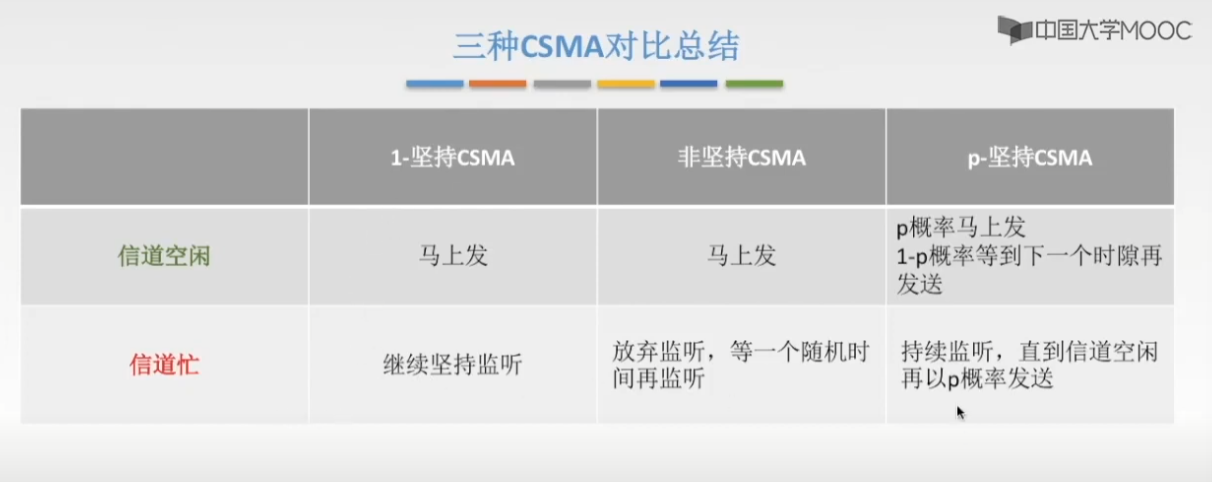 中国大学MOOC
三种CSMA对比总结
1-坚持CSMA
非坚持CSMA
p-坚持CSMA
信道空闲
马上发
马上发
p概率马上发
1-p概率等到下一个时隙再
发送
信道忙
继续坚持监听
放弃监听，等一个随机时
间再监听
持续监听，直到信道空闲
再以p概率发送